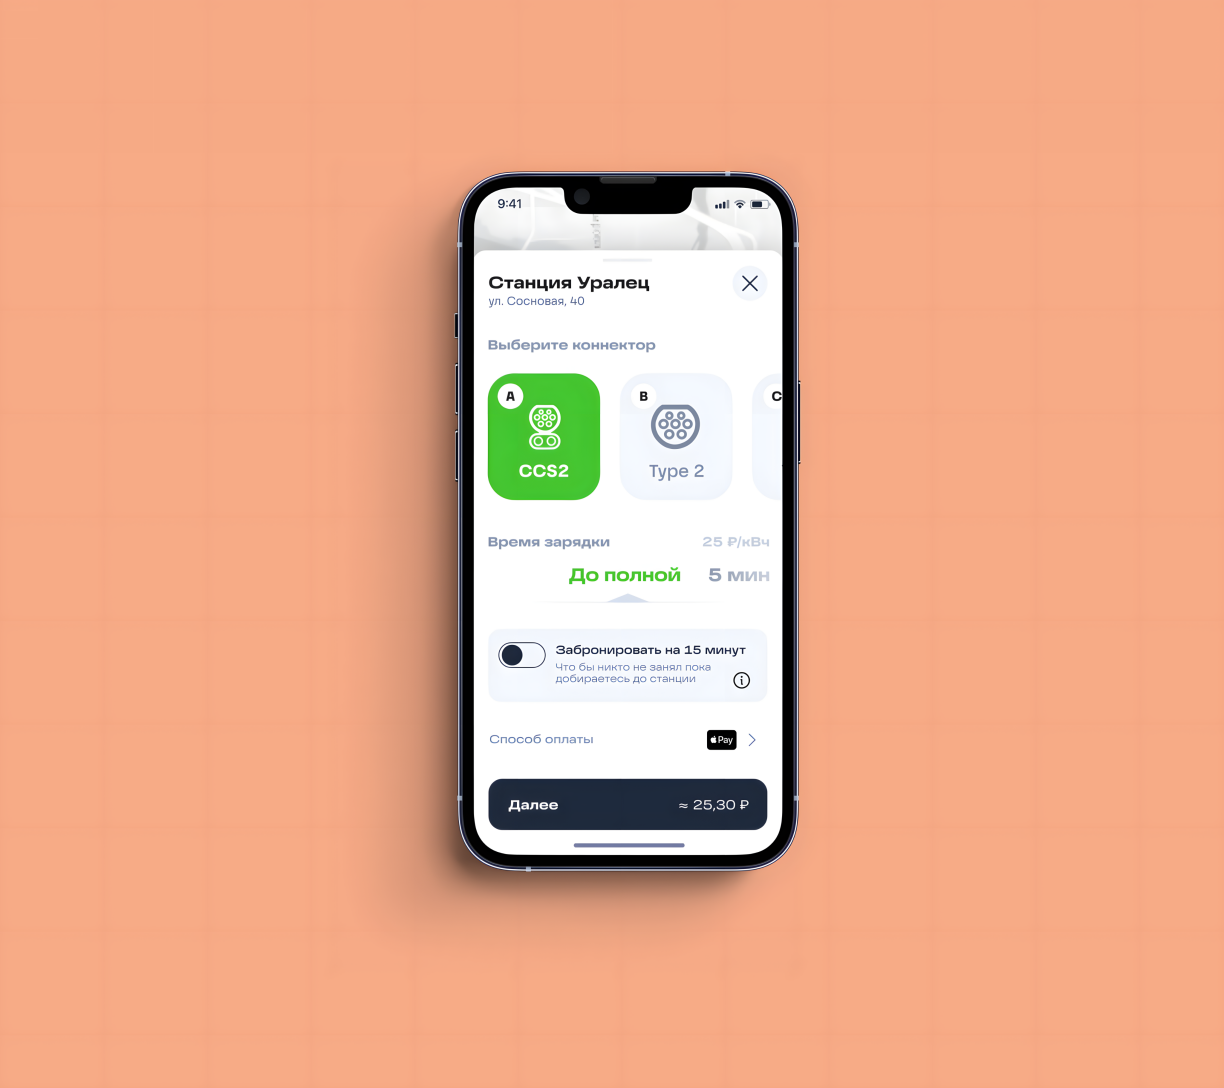 9:41
Станция Уралец
ул. Сосновая, 40
Выберите коннектор
A
B
C
CCS2
Type 2
Время зарядки
25 ₽/кВч
До полной
5 мин
Забронировать на 15 минут
Что бы никто не занял пока
добираетесь до станции
Способ оплаты
Pay
Далее
≈ 25,30 ₽